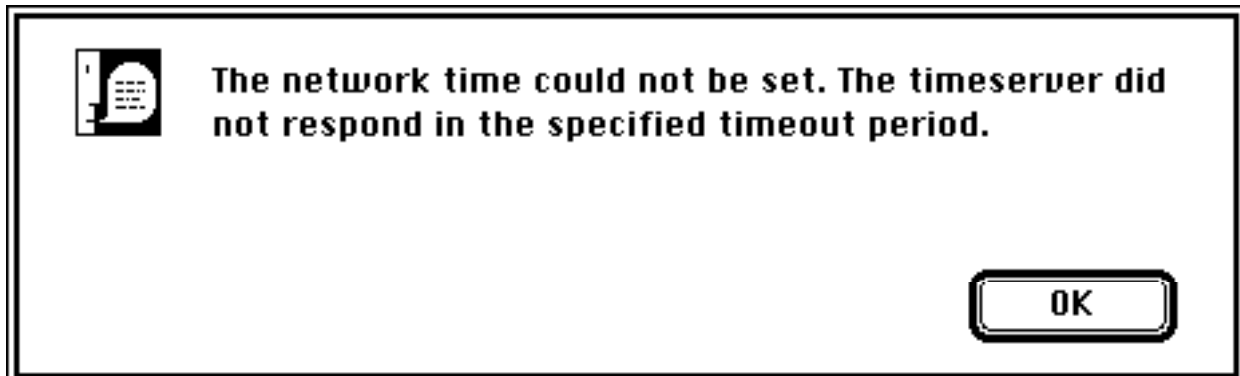 The network time could not be set. The timeserver did
not respond in the specified timeout period.
OK